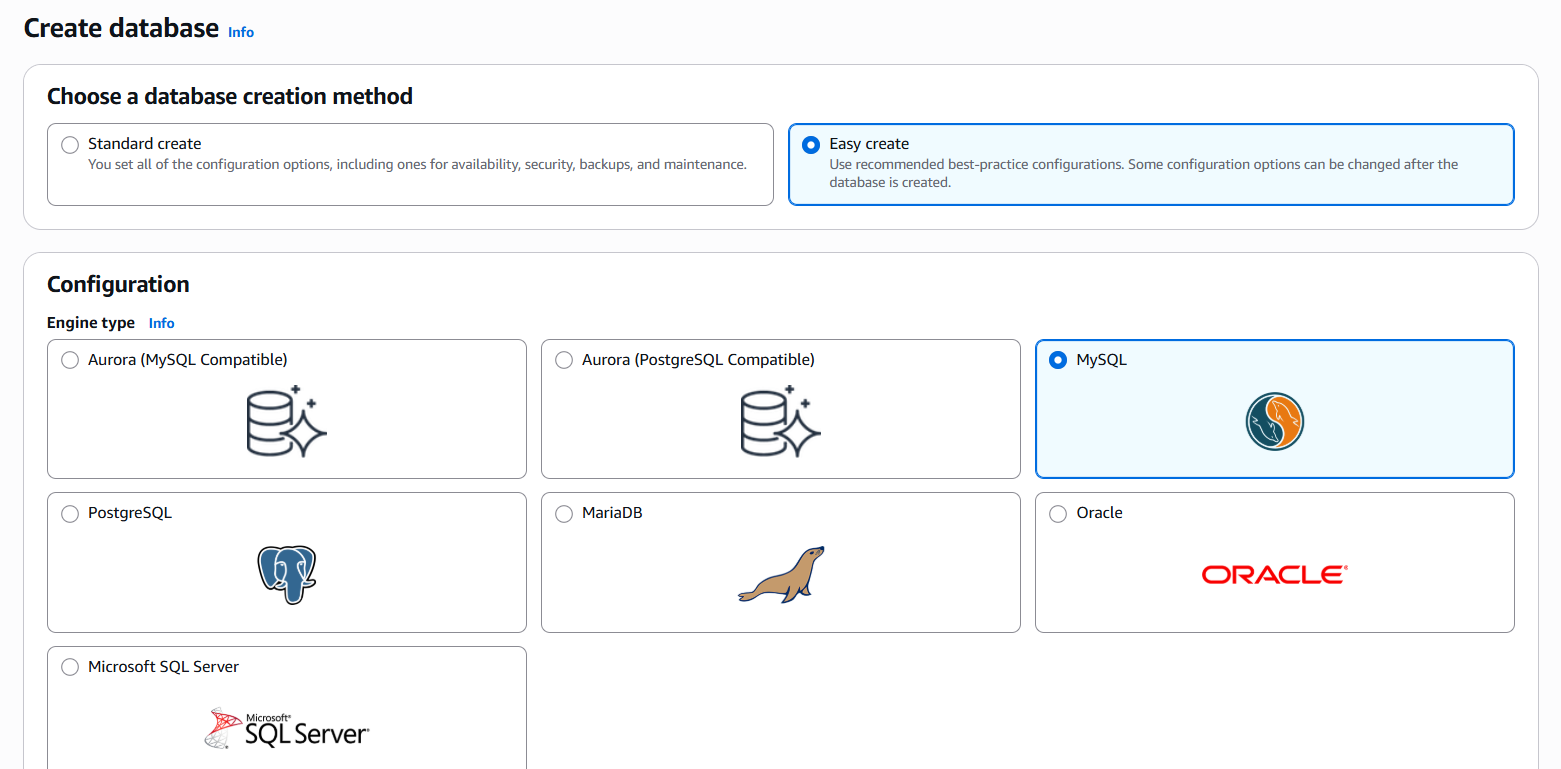 Create database Info
Choose a database creation method
Standard create
You set all of the configuration options, including ones for availability, security, backups, and maintenance.
Easy create
Use recommended best-practice configurations. Some configuration options can be changed after the
database is created.
Configuration
Engine type Info
Aurora (MySQL Compatible)
Aurora (PostgreSQL Compatible)
MySQL
PostgreSQL
MariaDB
Oracle
ORACLE®
Microsoft SQL Server
Microsoft®
SQL Server®